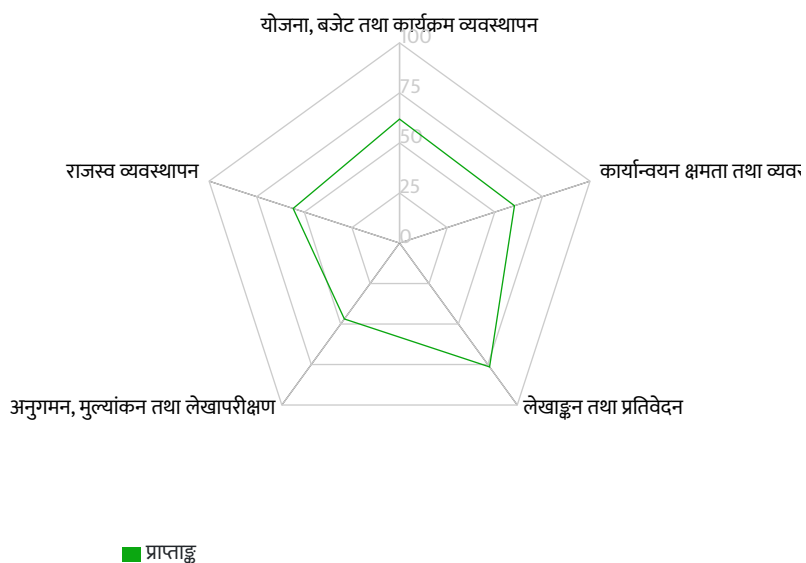 योजना, बजेट तथा कार्यक्रम व्यवस्थापन
100
75
राजस्व व्यवस्थापन
कार्यान्वयन क्षमता तथा
50
25
0
अनुगमन, मुल्यांकन तथा लेखापरीक्षण
लेखाङ्कन तथा प्रतिवेदन
प्राप्ताङ्क